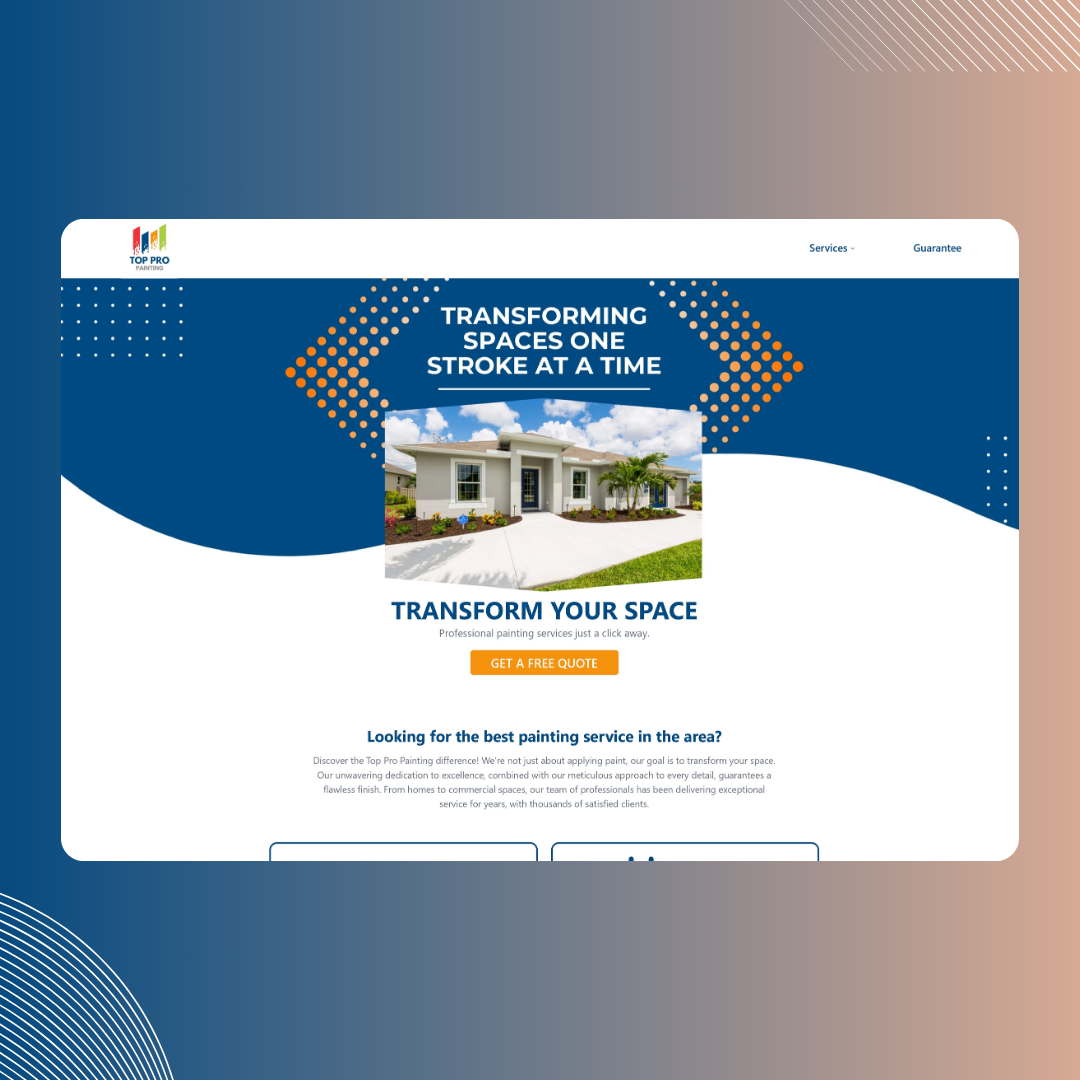 TOP PRO
PAINTING
Services
Guarantee
TRANSFORMING
SPACES ONE
STROKE AT A TIME
TRANSFORM YOUR SPACE
Professional painting services just a click away.
GET A FREE QUOTE
Looking for the best painting service in the area?
Discover the Top Pro Painting difference! We're not just about applying paint, our goal is to transform your space.
Our unwavering dedication to excellence, combined with our meticulous approach to every detail, guarantees a
flawless finish. From homes to commercial spaces, our team of professionals has been delivering exceptional
service for years, with thousands of satisfied clients.